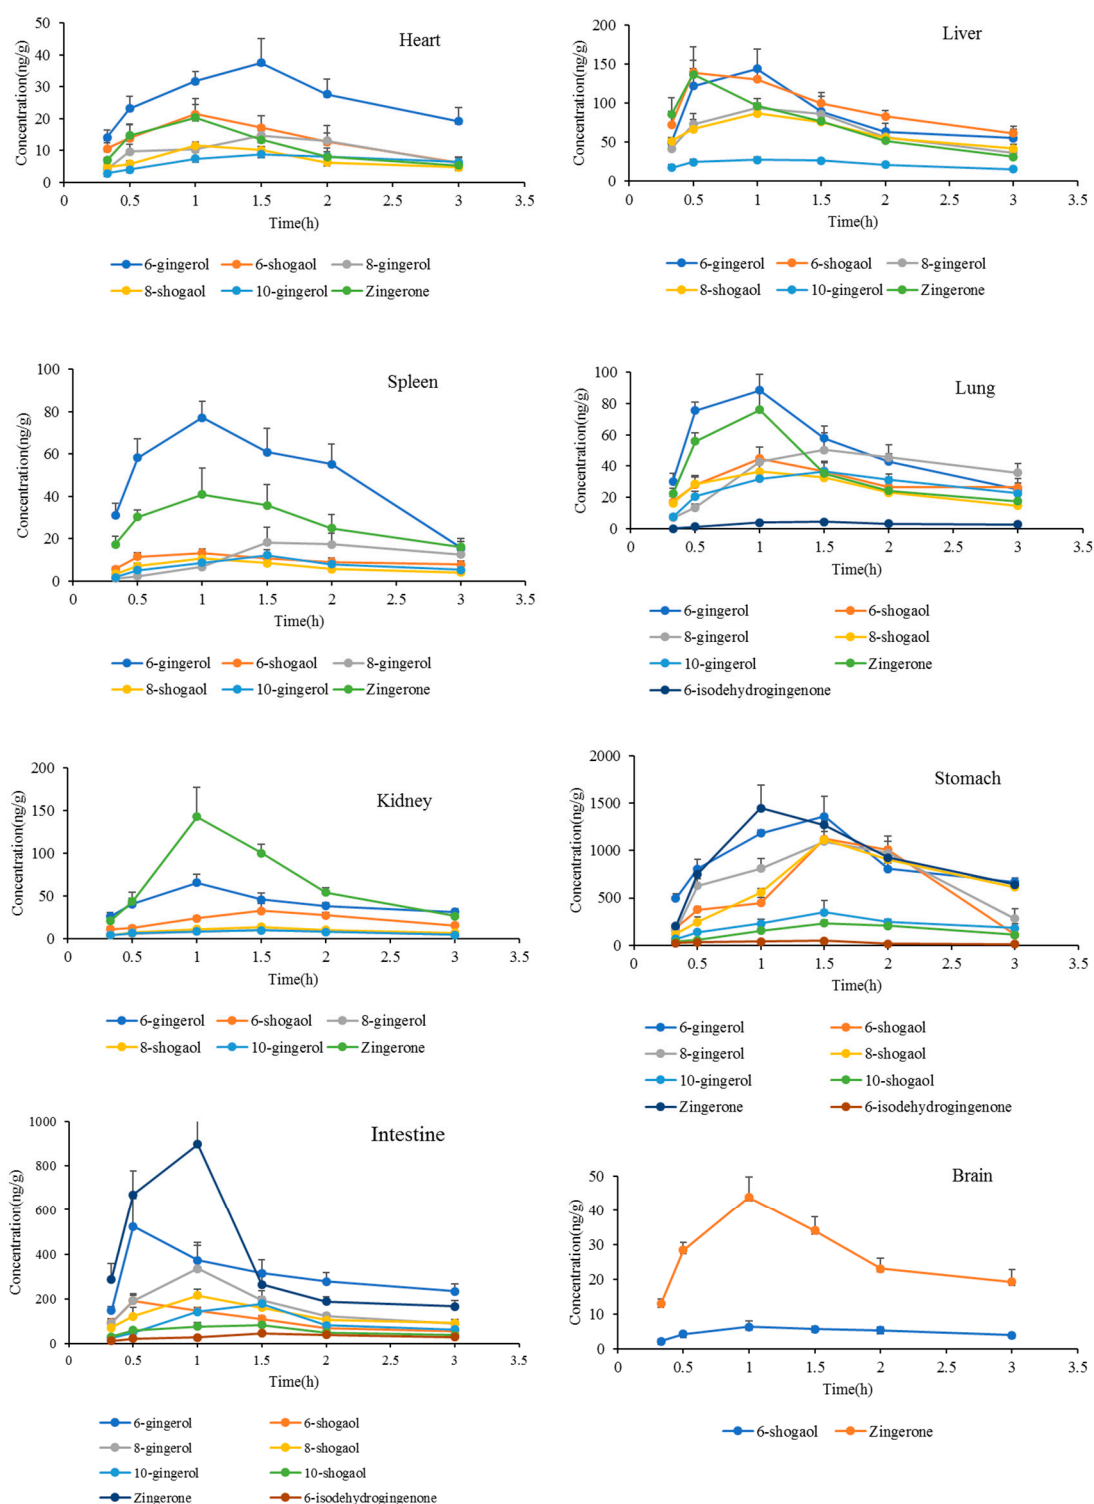 Heart
Concentration(ng/g)
50
40
30
20
10
0
0 0.5 1 1.5 2 2.5 3 3.5
Time(h)
6-gingerol 6-shogaol 8-gingerol
8-shogaol 10-gingerol Zingerone
Liver
Concentration(ng/g)
200
150
100
50
0
0 0.5 1 1.5 2 2.5 3 3.5
Time(h)
6-gingerol 6-shogaol 8-gingerol
8-shogaol 10-gingerol Zingerone
Spleen
Concentration(ng/g)
100
80
60
40
20
0
0 0.5 1 1.5 2 2.5 3 3.5
Time(h)
6-gingerol 6-shogaol 8-gingerol
8-shogaol 10-gingerol Zingerone
Lung
Concentration(ng/g)
100
80
60
40
20
0
0 0.5 1 1.5 2 2.5 3 3.5
Time(h)
6-gingerol 6-shogaol
8-gingerol 8-shogaol
10-gingerol Zingerone
6-isodehydrogingenone
Kidney
Concentration(ng/g)
200
150
100
50
0
0 0.5 1 1.5 2 2.5 3 3.5
Time(h)
6-gingerol 6-shogaol 8-gingerol
8-shogaol 10-gingerol Zingerone
Stomach
Concentration(ng/g)
2000
1500
1000
500
0
0 0.5 1 1.5 2 2.5 3 3.5
Time(h)
6-gingerol 6-shogaol
8-gingerol 8-shogaol
10-gingerol 10-shogaol
Zingerone 6-isodehydrogingenone
Intestine
Concentration(ng/g)
1000
800
600
400
200
0
0 0.5 1 1.5 2 2.5 3 3.5
Time(h)
6-gingerol 6-shogaol
8-gingerol 8-shogaol
10-gingerol 10-shogaol
Zingerone 6-isodehydrogingenone
Brain
Concentration(ng/g)
50
40
30
20
10
0
0 0.5 1 1.5 2 2.5 3 3.5
Time(h)
6-shogaol Zingerone